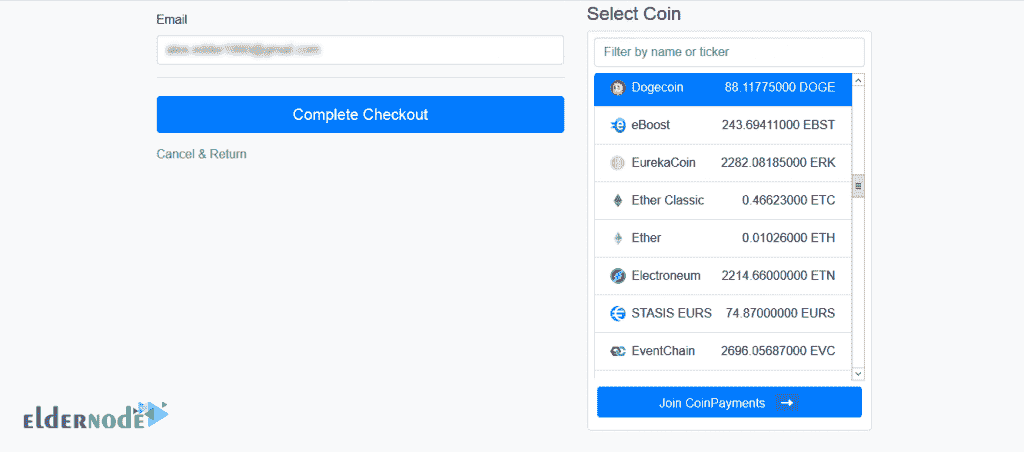 Email
Complete Checkout
Cancel & Return
Select Coin
Filter by name or ticker
Dogecoin 88.11775000 DOGE
eBoost 243.69411000 EBST
EurekaCoin 2282.08185000 ERK
Ether Classic 0.46623000 ETC
Ether 0.01026000 ETH
Electroneum 2214.66000000 ETN
STASIS EURS 74.87000000 EURS
EventChain 2696.05687000 EVC
Join CoinPayments
ELDERNODE